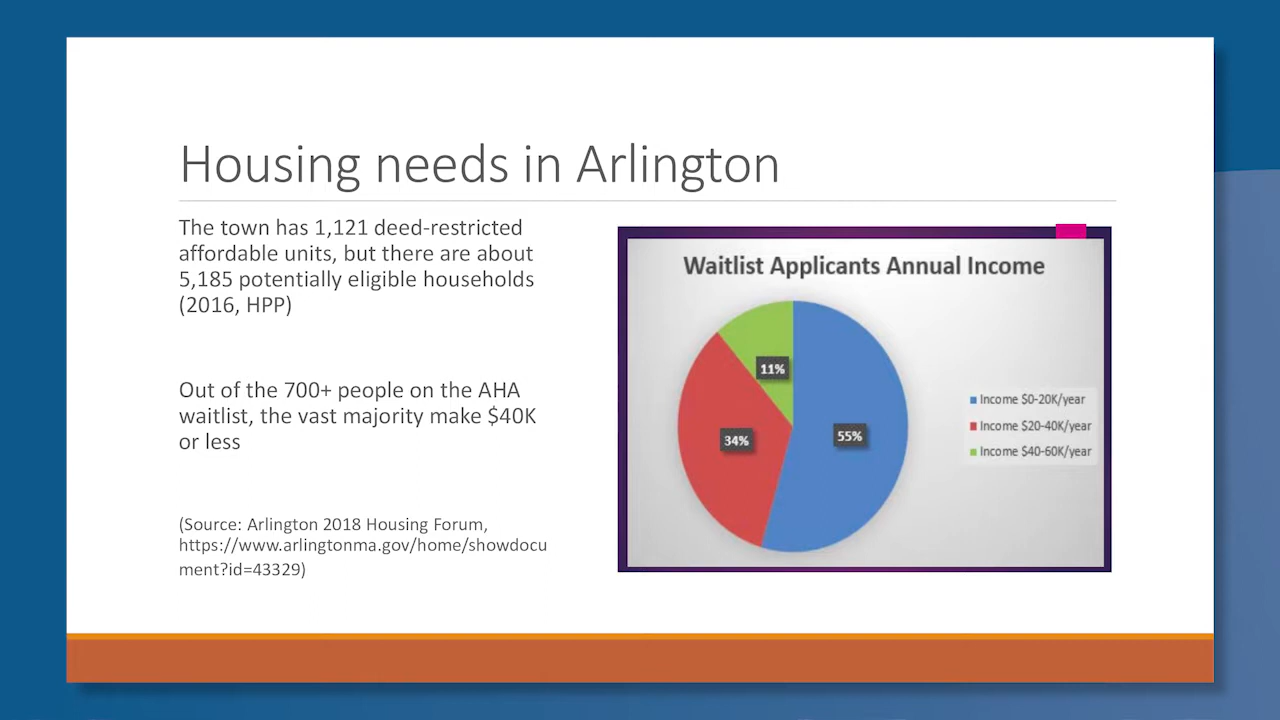 Housing needs in Arlington
The town has 1,121 deed-restricted
affordable units, but there are about
5,185 potentially eligible households
(2016, HPP)
Out of the 700+ people on the AHA
waitlist, the vast majority make $40K
or less
(Source: Arlington 2018 Housing Forum,
https://www.arlingtonma.gov/home/showdocu
ment?id=43329)
Waitlist Applicants Annual Income
11%
34%
55%
Income $0-20K/year
Income $20-40K/year
Income $40-60K/year